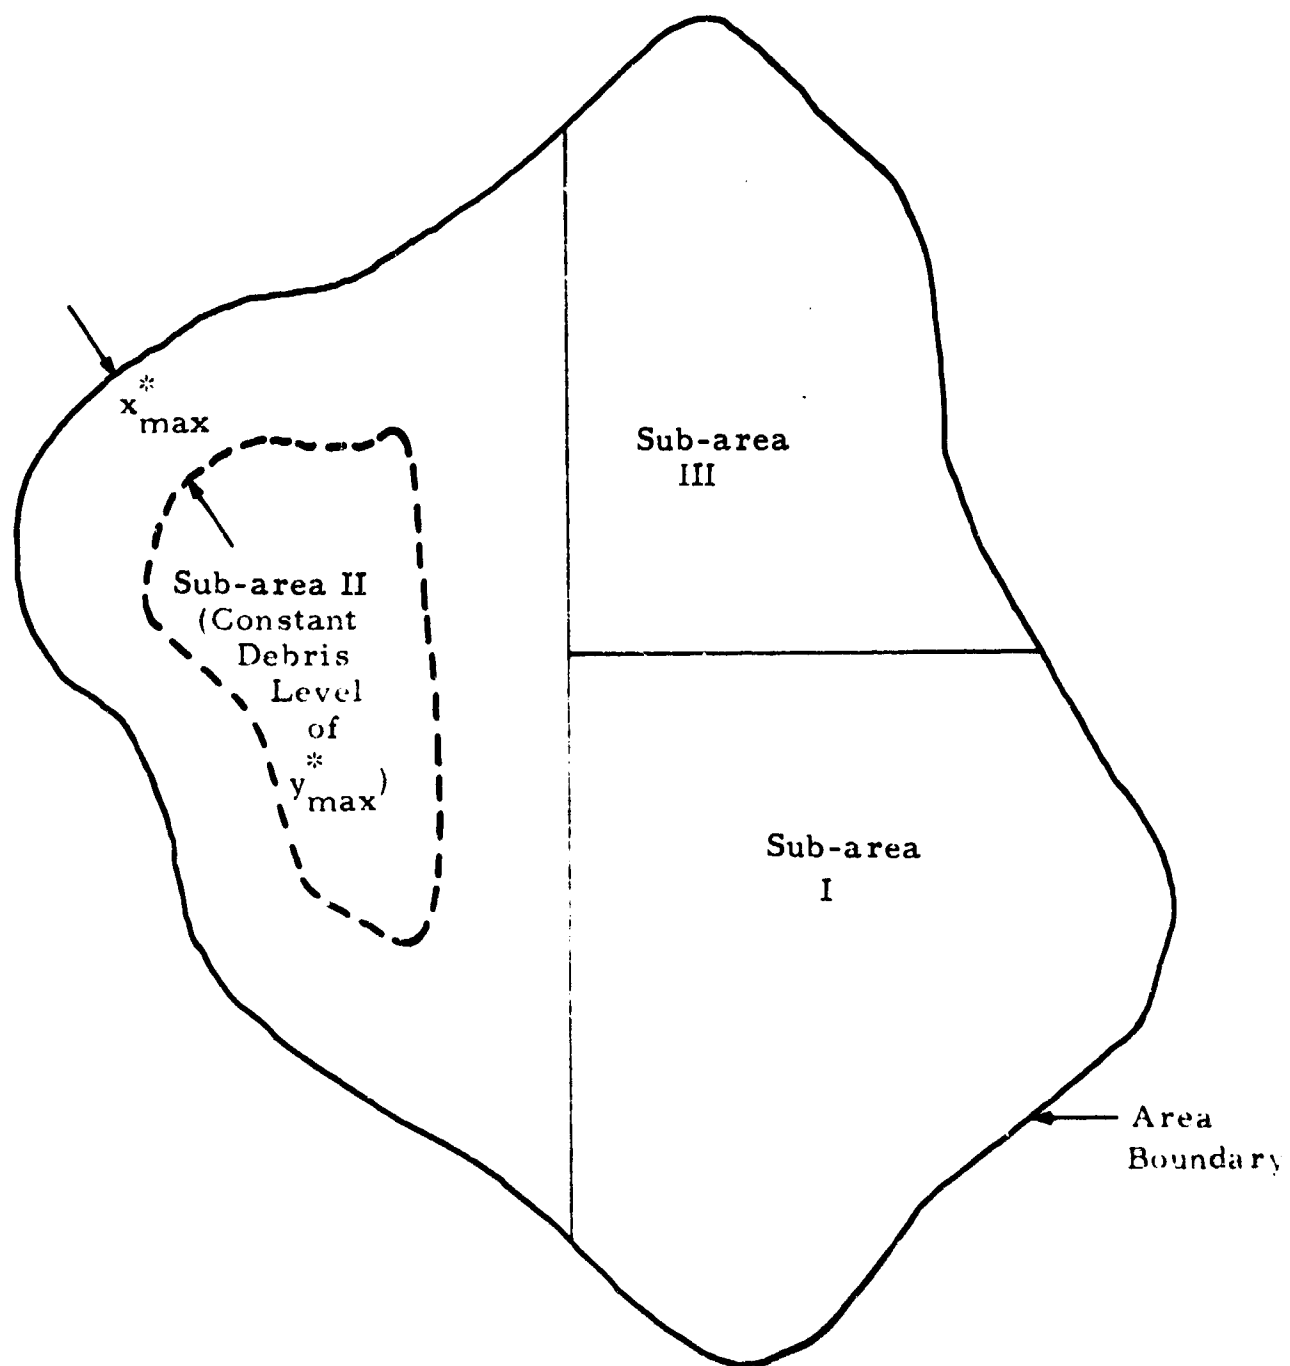 x*max
Sub-area
III
Sub-area II
(Constant
Debris
Level
of
y*max)
Sub-area
I
Area
Boundary